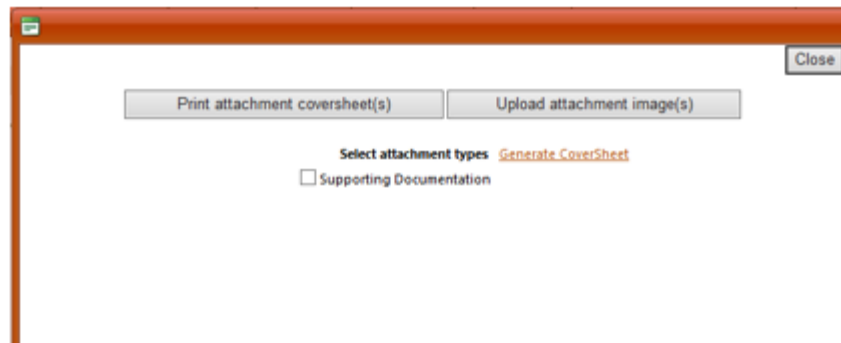 Close
Print attachment coversheet(s) Upload attachment image(s)
Select attachment types Generate CoverSheet
Supporting Documentation